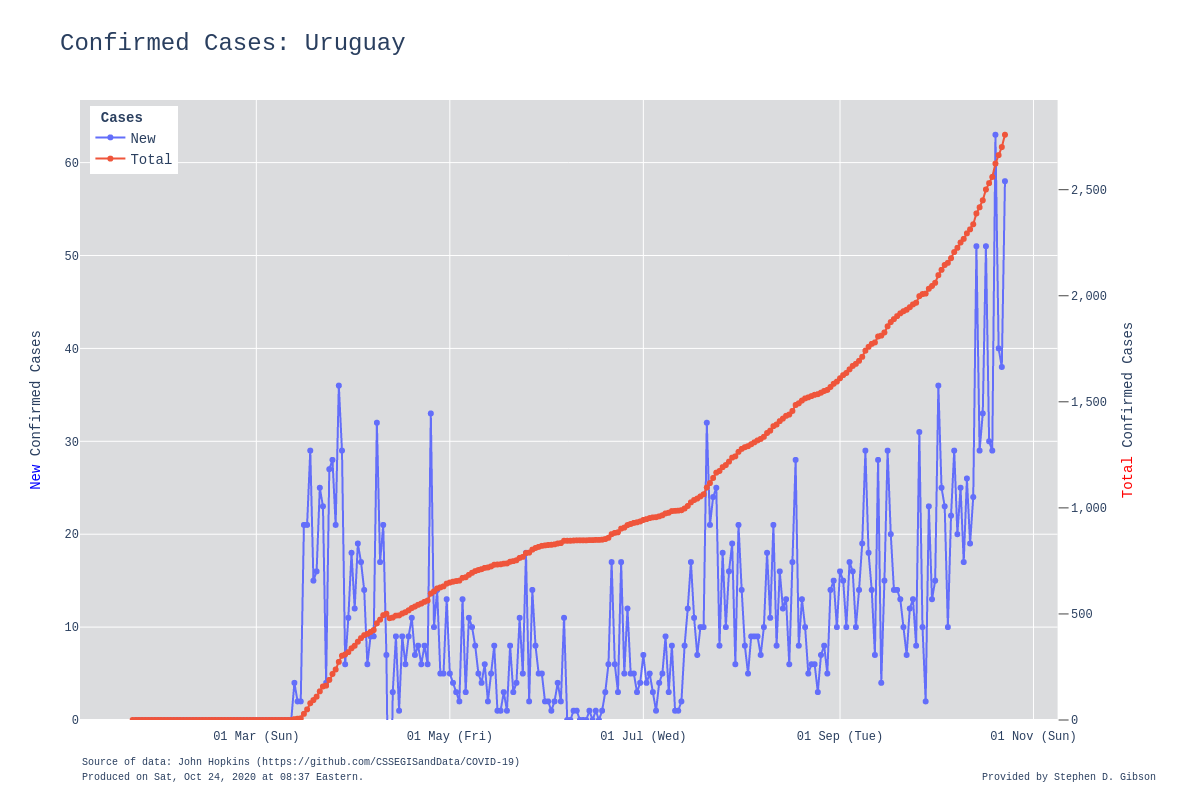 Confirmed Cases: Uruguay
Cases
New
Total
60
50
40
30
20
10
0
2,500
2,000
1,500
1,000
500
0
New Confirmed Cases
Total Confirmed Cases
01 Mar (Sun)
01 May (Fri)
01 Jul (Wed)
01 Sep (Tue)
01 Nov (Sun)
Source of data: John Hopkins (https://github.com/CSSEGISandData/COVID-19)
Produced on Sat, Oct 24, 2020 at 08:37 Eastern.
Provided by Stephen D. Gibson